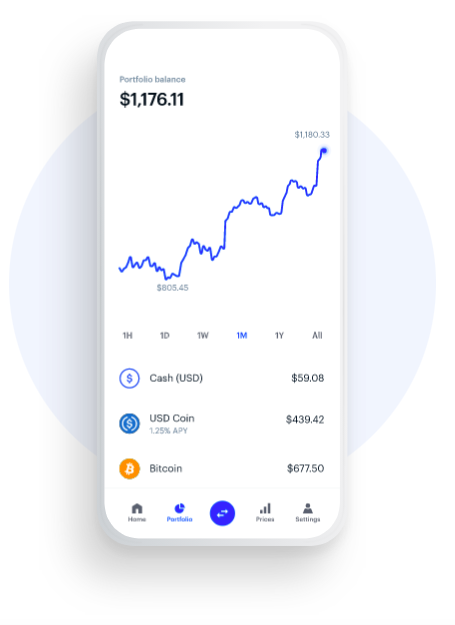 Portfolio balance
$1,176.11
$1,180.33
$805.45
1H 1D 1W 1M 1Y All
$ Cash (USD) $59.08
$ USD Coin $439.42
1.25% APY
Bitcoin $677.50
Home Portfolio Prices Settings